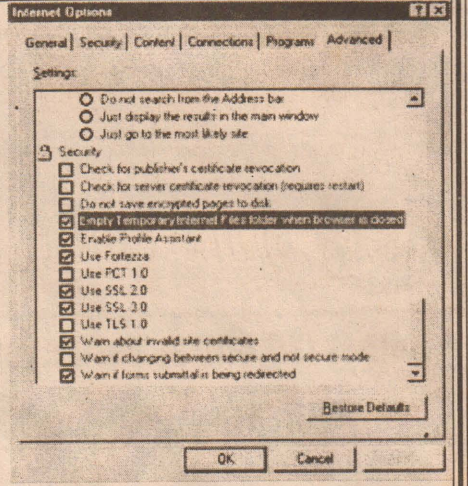 Internet Options
General Security Content Connections Programs Advanced
Settings:
Do not search from the Address bar
Just display the results in the main window
Just go to the most likely site
Security
Check for publisher's certificate revocation
Check for server certificate revocation (requires restart)
Do not save encrypted pages to disk
Empty Temporary Internet Files folder when browser is closed
Enable Profile Assistant
Use Fortezza
Use PCT 1.0
Use SSL 2.0
Use SSL 3.0
Use TLS 1.0
Warn about invalid site certificates
Warn if changing between secure and not secure mode
Warn if forms submittal is being redirected
Restore Defaults
OK Cancel